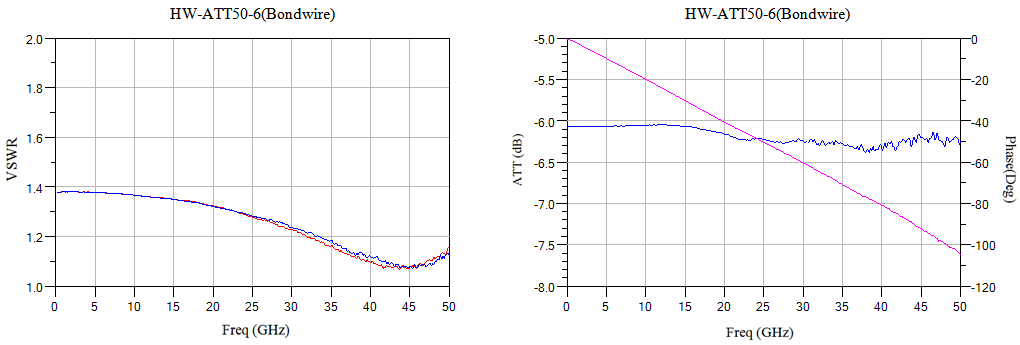 HW-ATT50-6(Bondwire)
VSWR
2.0
1.8
1.6
1.4
1.2
1.0
0 5 10 15 20 25 30 35 40 45 50
Freq (GHz)
HW-ATT50-6(Bondwire)
ATT (dB)
-5.0
-5.5
-6.0
-6.5
-7.0
-7.5
-8.0
0
-20
-40
-60
-80
-100
-120
Phase(Deg)
0 5 10 15 20 25 30 35 40 45 50
Freq (GHz)